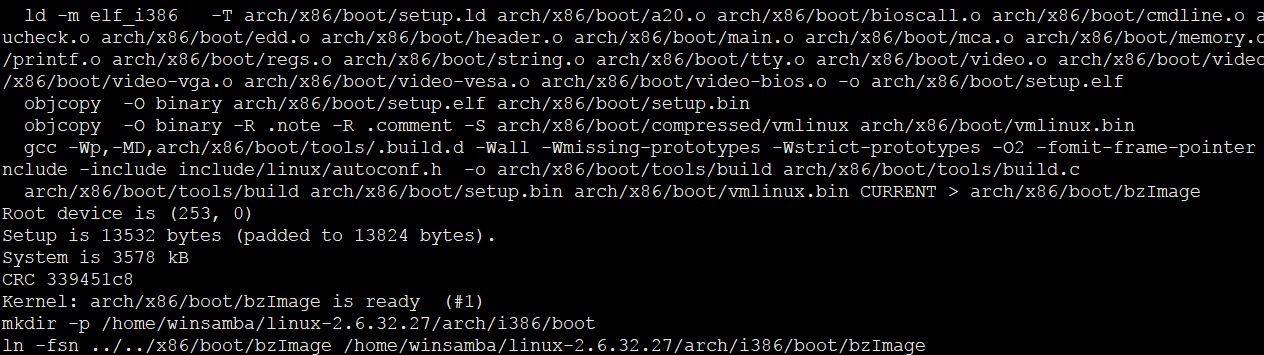 ld -m elf_i386   -T arch/x86/boot/setup.ld arch/x86/boot/a20.o arch/x86/boot/bioscall.o arch/x86/boot/cmdline.o a
ucheck.o arch/x86/boot/edd.o arch/x86/boot/header.o arch/x86/boot/main.o arch/x86/boot/mca.o arch/x86/boot/memory.o
/printf.o arch/x86/boot/regs.o arch/x86/boot/string.o arch/x86/boot/tty.o arch/x86/boot/video.o arch/x86/boot/video
/x86/boot/video-vga.o arch/x86/boot/video-vesa.o arch/x86/boot/video-bios.o -o arch/x86/boot/setup.elf
objcopy  -O binary arch/x86/boot/setup.elf arch/x86/boot/setup.bin
objcopy  -O binary -R .note -R .comment -S arch/x86/boot/compressed/vmlinux arch/x86/boot/vmlinux.bin
gcc -Wp,-MD,arch/x86/boot/tools/.build.d -Wall -Wmissing-prototypes -Wstrict-prototypes -O2 -fomit-frame-pointer
nclude -include include/linux/autoconf.h  -o arch/x86/boot/tools/build arch/x86/boot/tools/build.c
arch/x86/boot/tools/build arch/x86/boot/setup.bin arch/x86/boot/vmlinux.bin CURRENT > arch/x86/boot/bzImage
Root device is (253, 0)
Setup is 13532 bytes (padded to 13824 bytes).
System is 3578 kB
CRC 339451c8
Kernel: arch/x86/boot/bzImage is ready  (#1)
mkdir -p /home/winsamba/linux-2.6.32.27/arch/i386/boot
ln -fsn ../../x86/boot/bzImage /home/winsamba/linux-2.6.32.27/arch/i386/boot/bzImage